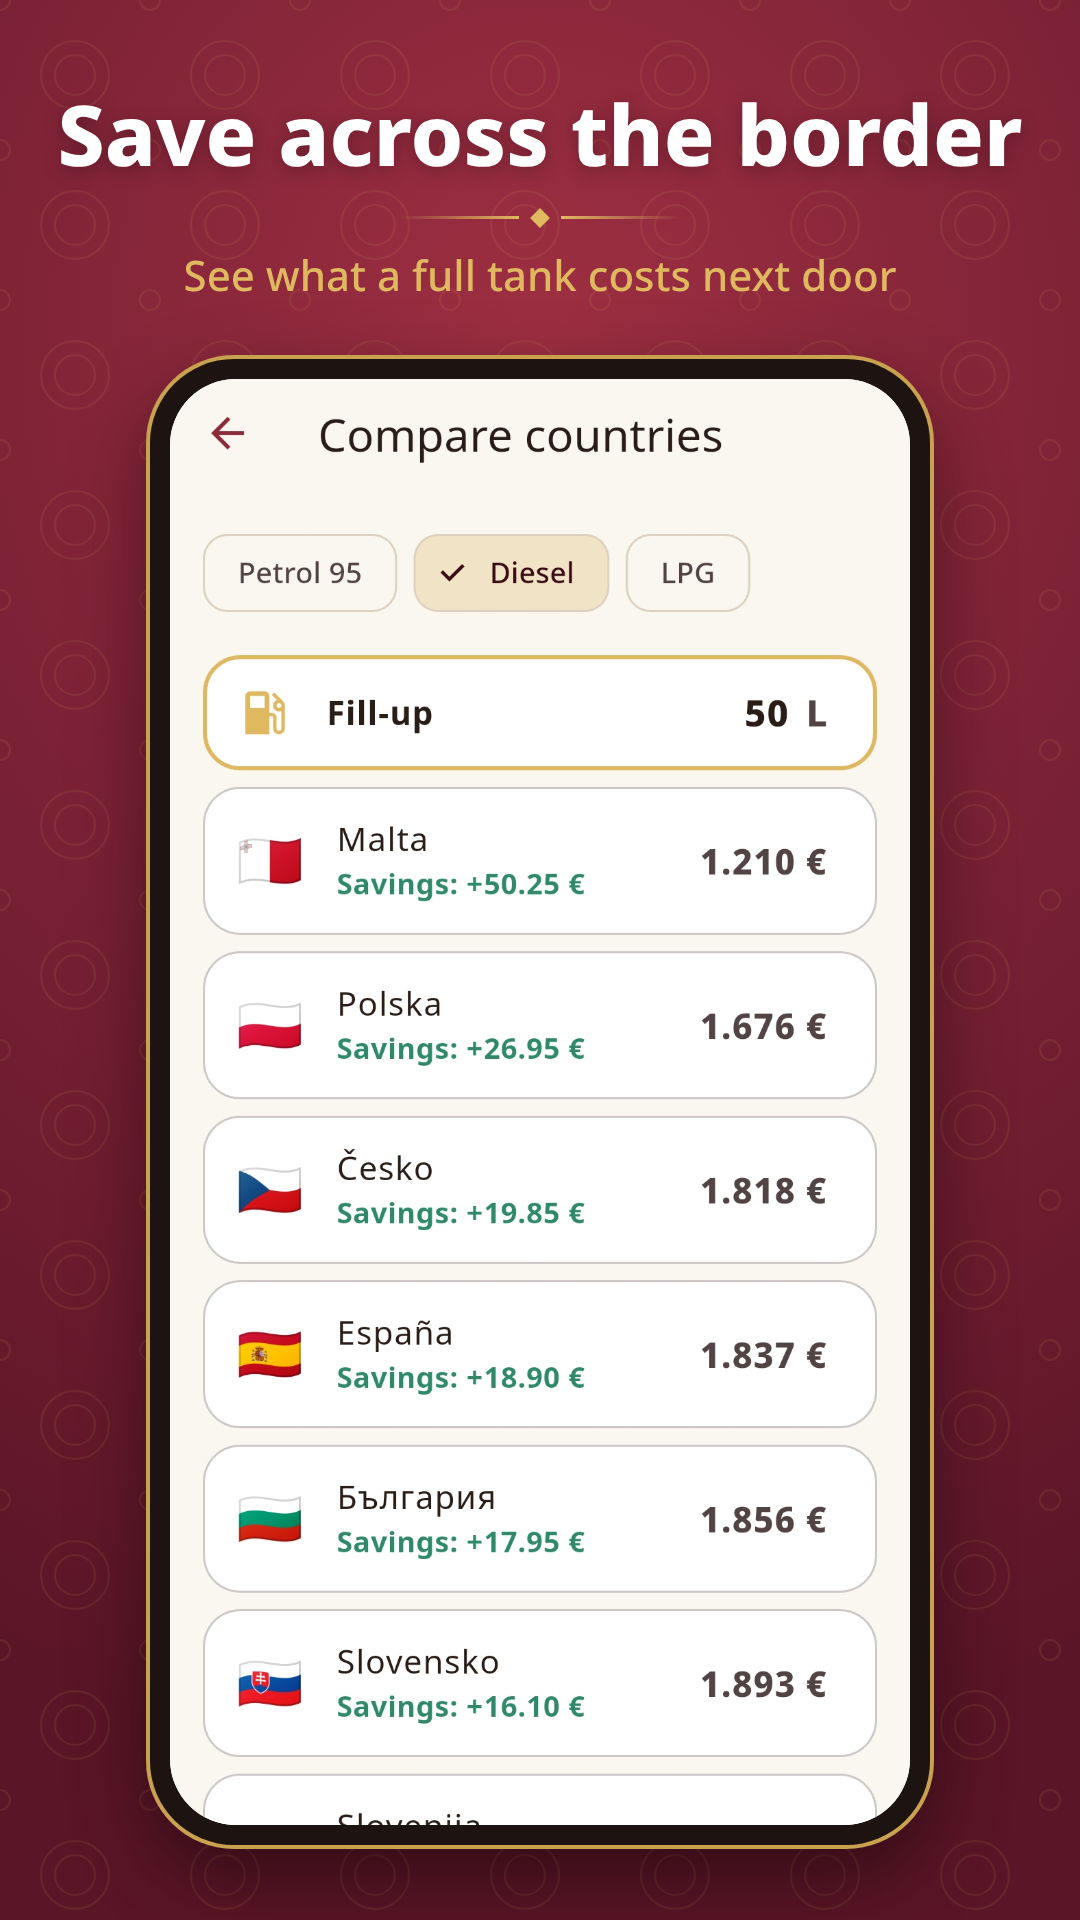 Save across the border
See what a full tank costs next door
Compare countries
Petrol 95
Diesel
LPG
Fill-up
50 L
Malta
Savings: +50.25 €
1.210 €
Polska
Savings: +26.95 €
1.676 €
Česko
Savings: +19.85 €
1.818 €
España
Savings: +18.90 €
1.837 €
България
Savings: +17.95 €
1.856 €
Slovensko
Savings: +16.10 €
1.893 €
Slovenija